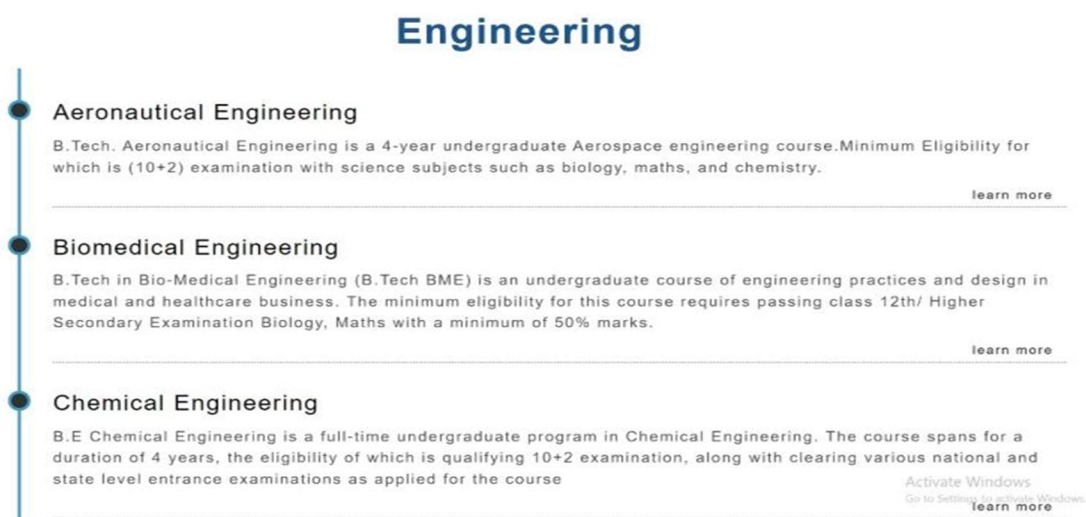 Engineering
Aeronautical Engineering
B.Tech. Aeronautical Engineering is a 4-year undergraduate Aerospace engineering course.Minimum Eligibility for
which is (10+2) examination with science subjects such as biology, maths, and chemistry.
learn more
Biomedical Engineering
B.Tech in Bio-Medical Engineering (B.Tech BME) is an undergraduate course of engineering practices and design in
medical and healthcare business. The minimum eligibility for this course requires passing class 12th/ Higher
Secondary Examination Biology, Maths with a minimum of 50% marks.
learn more
Chemical Engineering
B.E Chemical Engineering is a full-time undergraduate program in Chemical Engineering. The course spans for a
duration of 4 years, the eligibility of which is qualifying 10+2 examination, along with clearing various national and
state level entrance examinations as applied for the course
Activate Windows
Go to Settings to activate Windows.
learn more